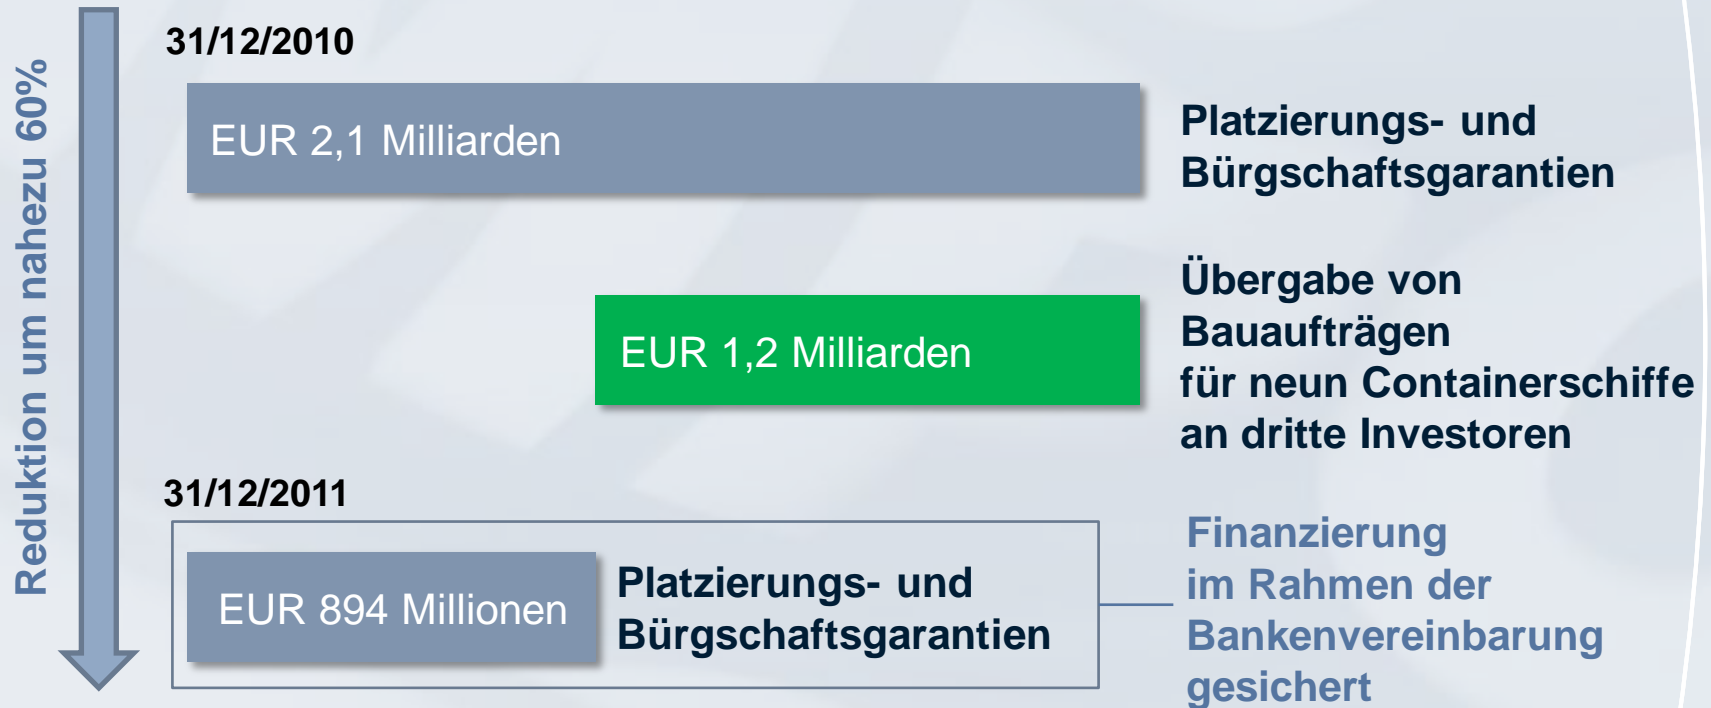 Reduktion um nahezu 60%
31/12/2010
EUR 2,1 Milliarden
Platzierungs- und
Bürgschaftsgarantien
EUR 1,2 Milliarden
Übergabe von
Bauaufträgen
für neun Containerschiffe
an dritte Investoren
31/12/2011
EUR 894 Millionen
Platzierungs- und
Bürgschaftsgarantien
Finanzierung
im Rahmen der
Bankenvereinbarung
gesichert